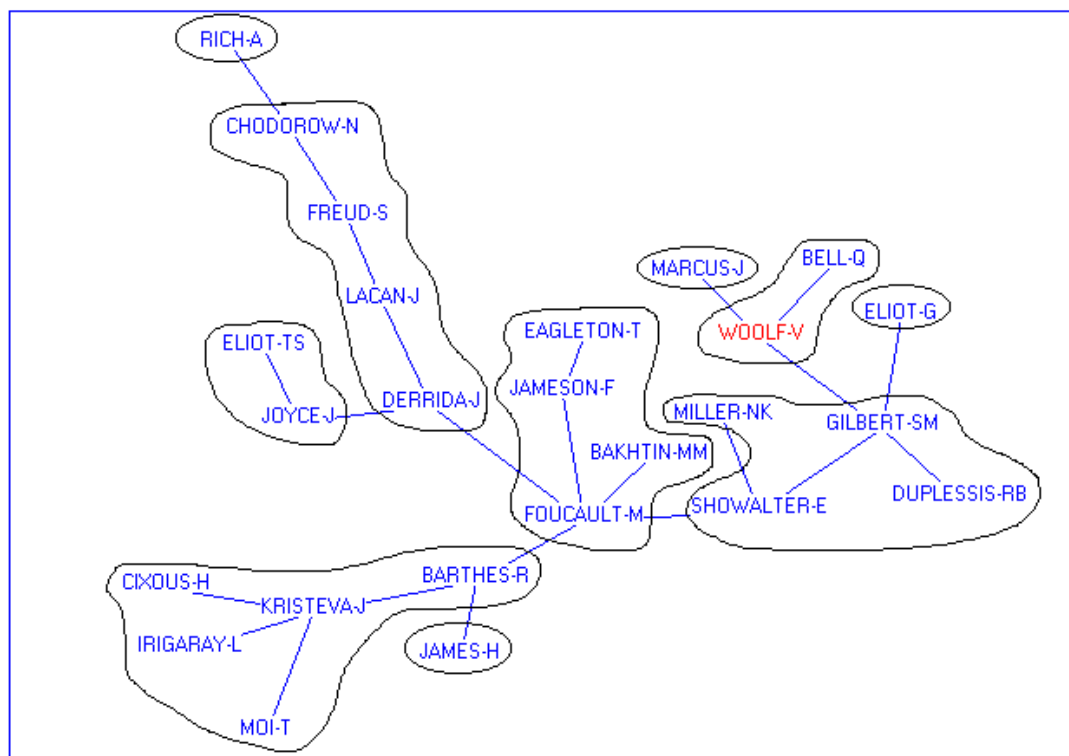 RICH-A
CHODOROW-N
FREUD-S
BELL-Q
MARCUS-J
LACAN-J
ELIOT-G
EAGLETON-T
WOOLF-V
ELIOT-TS
JAMESON-F
DERRIDA-J
MILLER-NK
JOYCE-J
GILBERT-SM
BAKHTIN-MM
DUPLESSIS-RB
SHOWALTER-E
FOUCAULT-M
BARTHES-R
CIXOUS-H
KRISTEVA-J
IRIGARAY-L
JAMES-H
MOI-T